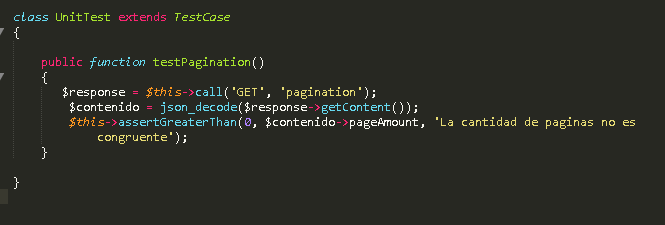 class UnitTest extends TestCase
{
public function testPagination()
{
$response = $this->call('GET', 'pagination');
$contenido = json_decode($response->getContent());
$this->assertGreaterThan(0, $contenido->pageAmount, 'La cantidad de paginas no es
congruente');
}
}